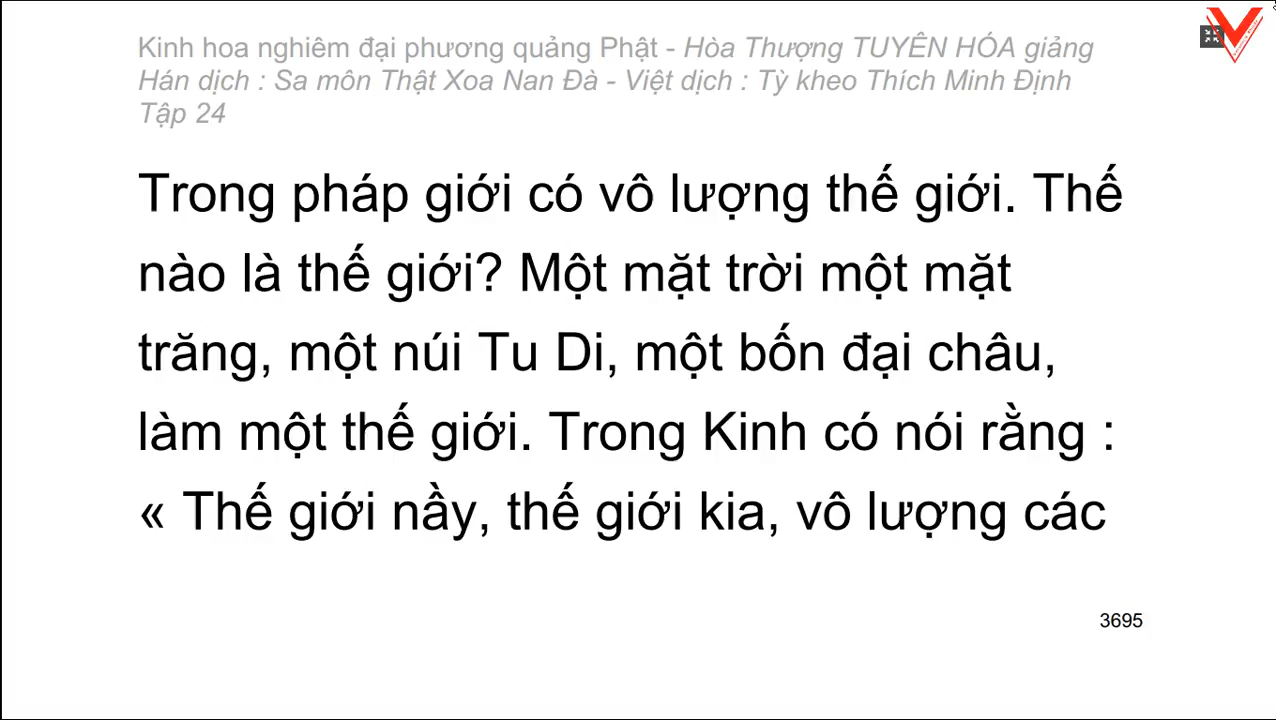 Kinh hoa nghiêm đại phương quảng Phật - Hòa Thượng TUYÊN HÓA giảng
Hán dịch : Sa môn Thật Xoa Nan Đà - Việt dịch : Tỳ kheo Thích Minh Định
Tập 24
Trong pháp giới có vô lượng thế giới. Thế
nào là thế giới? Một mặt trời một mặt
trăng, một núi Tu Di, một bốn đại châu,
làm một thế giới. Trong Kinh có nói rằng :
« Thế giới nầy, thế giới kia, vô lượng các
3695